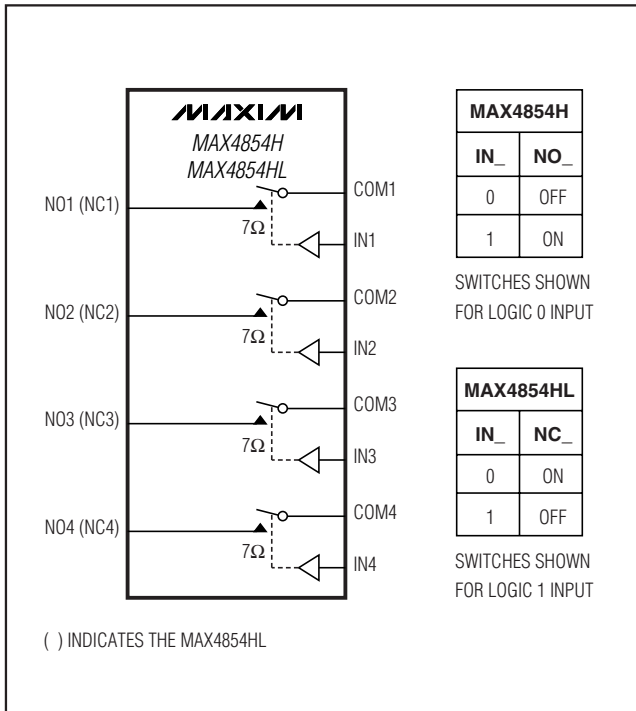 MAXIM
MAX4854H
MAX4854HL
NO1 (NC1)
7Ω
COM1
IN1
NO2 (NC2)
7Ω
COM2
IN2
NO3 (NC3)
7Ω
COM3
IN3
NO4 (NC4)
7Ω
COM4
IN4
MAX4854H
IN_ NO_
0 OFF
1 ON
SWITCHES SHOWN
FOR LOGIC 0 INPUT
MAX4854HL
IN_ NC_
0 ON
1 OFF
SWITCHES SHOWN
FOR LOGIC 1 INPUT
( ) INDICATES THE MAX4854HL